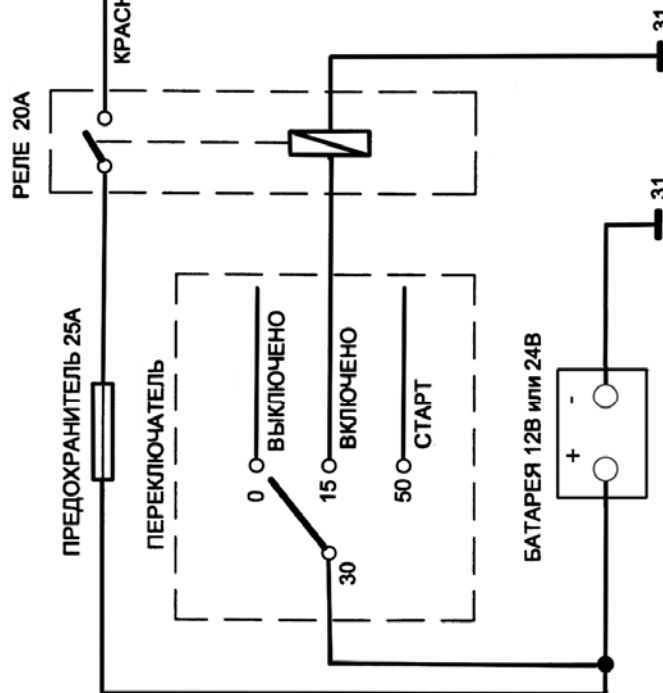 КРАСН
31
РЕЛЕ 20А
31
ПРЕДОХРАНИТЕЛЬ 25А
ПЕРЕКЛЮЧАТЕЛЬ
0
ВЫКЛЮЧЕНО
15
ВКЛЮЧЕНО
50
СТАРТ
30
БАТАРЕЯ 12В или 24В
+
-